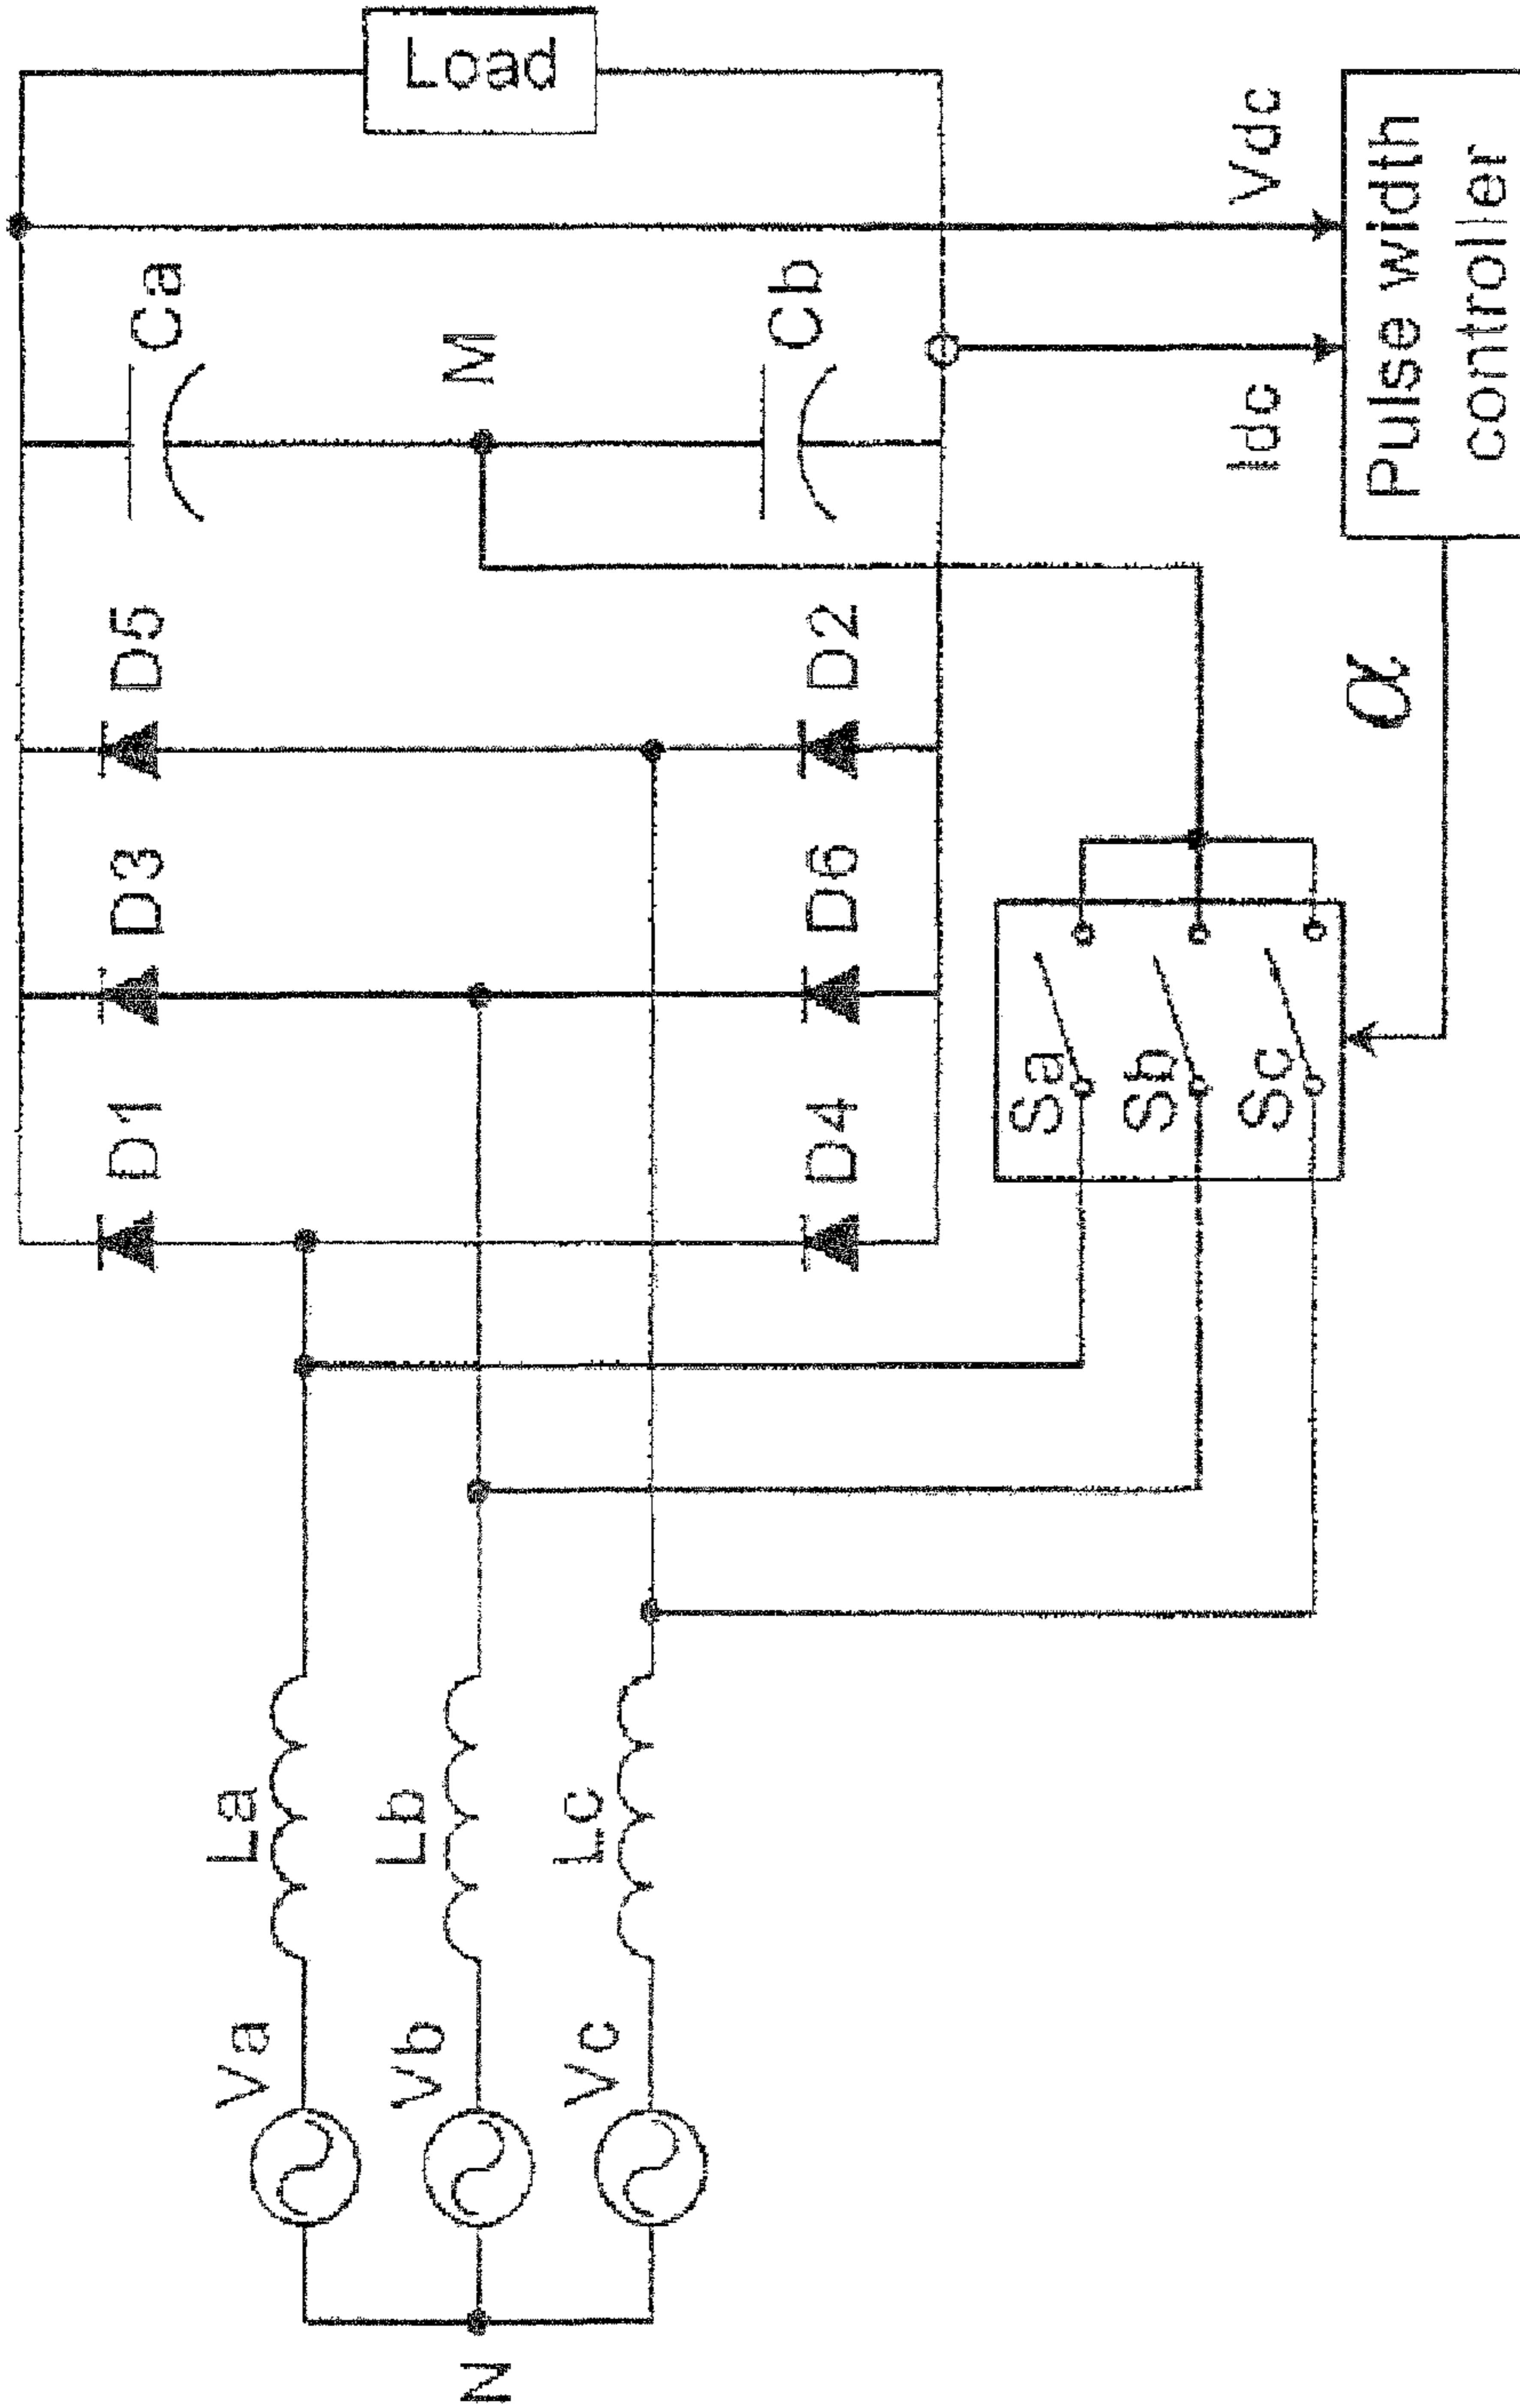 N
Va
Vb
Vc
La
Lb
Lc
D1
D3
D5
D4
D6
D2
Ca
Cb
M
Load
Sa
Sb
Sc
α
Idc
Vdc
Pulse width
controller